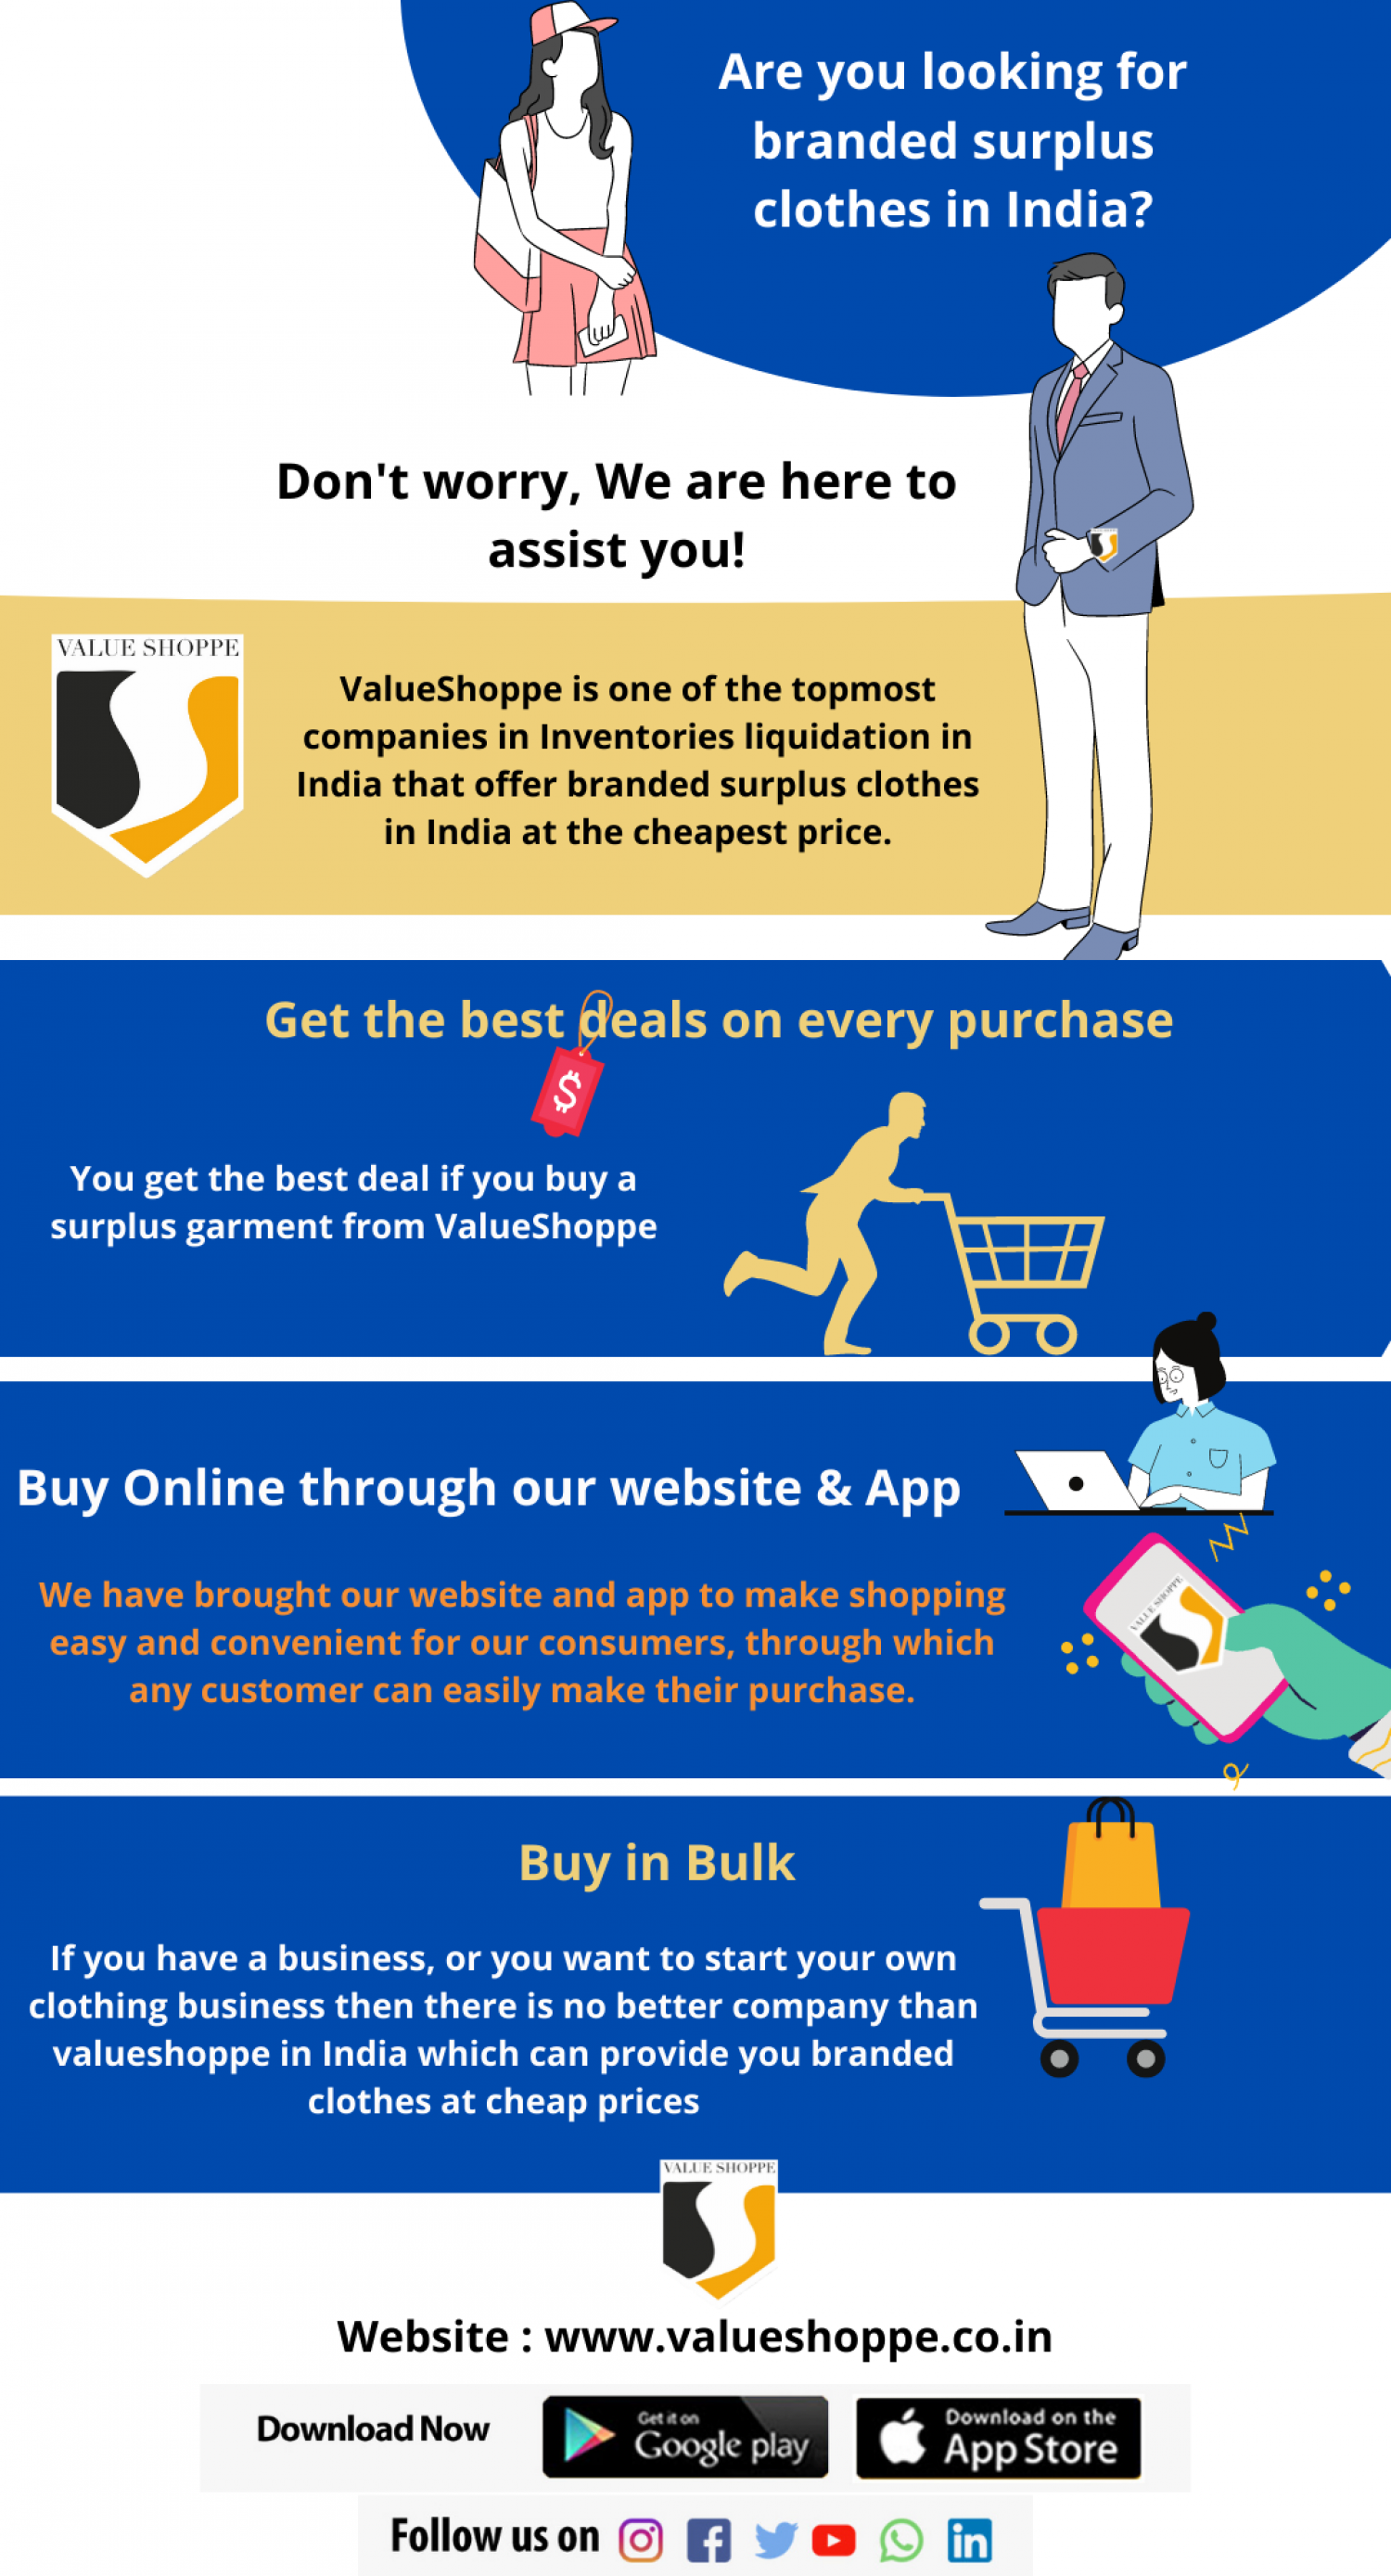 Are you looking for
branded surplus
clothes in India?
Don't worry, We are here to
assist you!
VALUE SHOPPE
ValueShoppe is one of the topmost
companies in Inventories liquidation in
India that offer branded surplus clothes
in India at the cheapest price.
Get the best deals on every purchase
$
You get the best deal if you buy a
surplus garment from ValueShoppe
Buy Online through our website & App
We have brought our website and app to make shopping
easy and convenient for our consumers, through which
any customer can easily make their purchase.
VALUE SHOPPE
Buy in Bulk
If you have a business, or you want to start your own
clothing business then there is no better company than
valueshoppe in India which can provide you branded
clothes at cheap prices
VALUE SHOPPE
Website : www.valueshoppe.co.in
Download Now
Get it on
Google play
Download on the
App Store
Follow us on